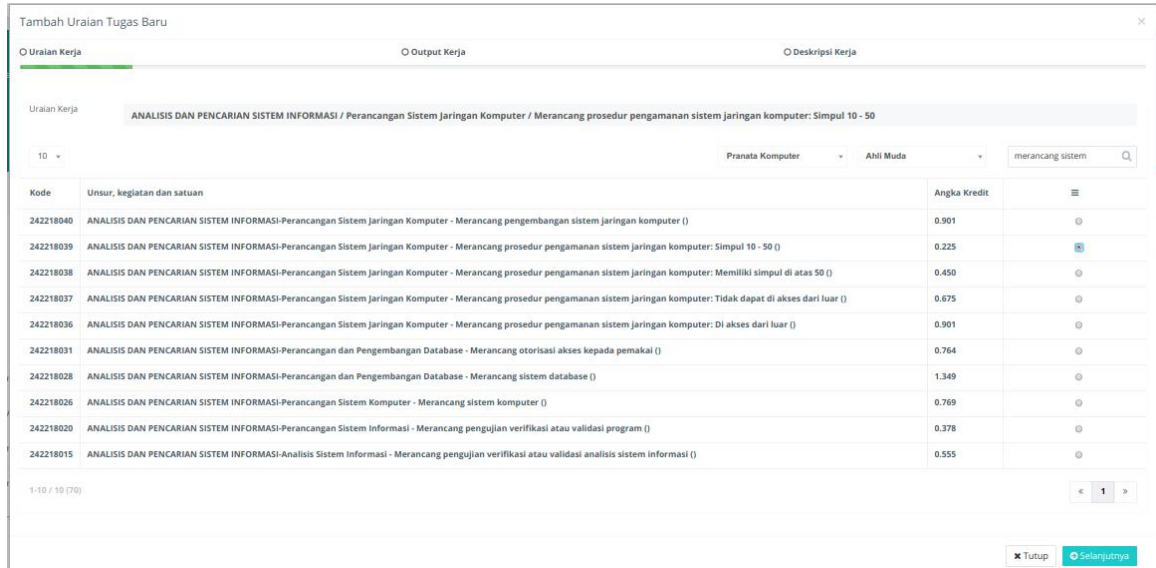 Tambah Uraian Tugas Baru
Uraian Kerja Output Kerja Deskripsi Kerja
Uraian Kerja ANALISIS DAN PENCARIAN SISTEM INFORMASI / Perancangan Sistem Jaringan Komputer / Merancang prosedur pengamanan sistem jaringan komputer: Simpul 10 - 50
10 Pranata Komputer Ahli Muda merancang sistem
Kode Unsur, kegiatan dan satuan Angka Kredit
242218040 ANALISIS DAN PENCARIAN SISTEM INFORMASI-Perancangan Sistem Jaringan Komputer - Merancang pengembangan sistem jaringan komputer () 0.901
242218039 ANALISIS DAN PENCARIAN SISTEM INFORMASI-Perancangan Sistem Jaringan Komputer - Merancang prosedur pengamanan sistem jaringan komputer: Simpul 10 - 50 () 0.225
242218038 ANALISIS DAN PENCARIAN SISTEM INFORMASI-Perancangan Sistem Jaringan Komputer - Merancang prosedur pengamanan sistem jaringan komputer: Memiliki simpul di atas 50 () 0.450
242218037 ANALISIS DAN PENCARIAN SISTEM INFORMASI-Perancangan Sistem Jaringan Komputer - Merancang prosedur pengamanan sistem jaringan komputer: Tidak dapat di akses dari luar () 0.675
242218036 ANALISIS DAN PENCARIAN SISTEM INFORMASI-Perancangan Sistem Jaringan Komputer - Merancang prosedur pengamanan sistem jaringan komputer: Di akses dari luar () 0.901
242218031 ANALISIS DAN PENCARIAN SISTEM INFORMASI-Perancangan dan Pengembangan Database - Merancang otorisasi akses kepada pemakai () 0.764
242218028 ANALISIS DAN PENCARIAN SISTEM INFORMASI-Perancangan dan Pengembangan Database - Merancang sistem database () 1.349
242218026 ANALISIS DAN PENCARIAN SISTEM INFORMASI-Perancangan Sistem Komputer - Merancang sistem komputer () 0.769
242218020 ANALISIS DAN PENCARIAN SISTEM INFORMASI-Perancangan Sistem Informasi - Merancang pengujian verifikasi atau validasi program () 0.378
242218015 ANALISIS DAN PENCARIAN SISTEM INFORMASI-Analisis Sistem Informasi - Merancang pengujian verifikasi atau validasi analisis sistem informasi () 0.555
1-10 / 10 (70) « 1 »
Tutup Selanjutnya